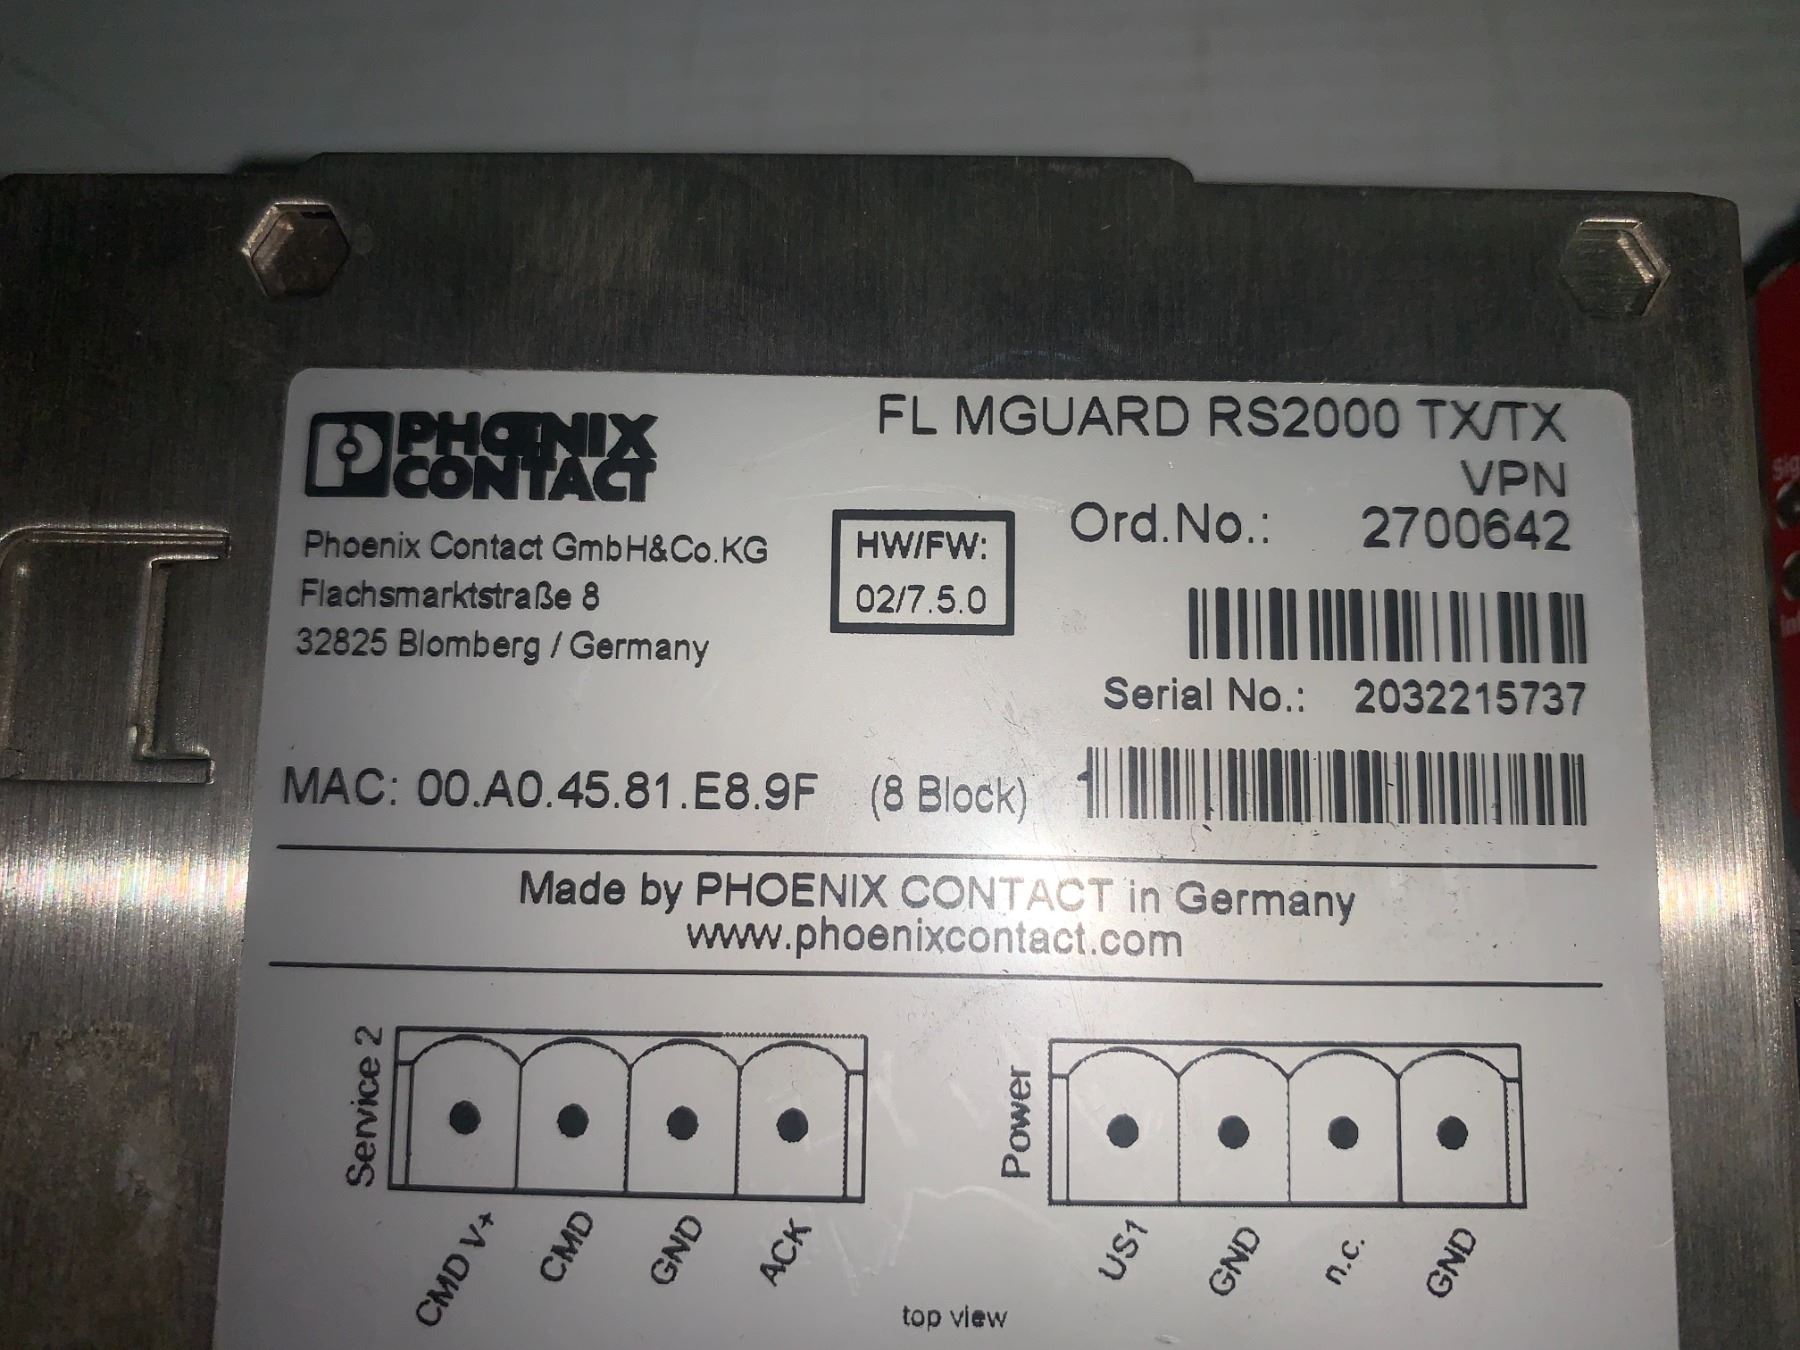 PHOENIX
CONTACT
FL MGUARD RS2000 TX/TX
VPN
Phoenix Contact GmbH&Co.KG
Flachsmarktstraße 8
32825 Blomberg / Germany
HW/FW:
02/7.5.0
Ord.No.: 2700642
Serial No.: 2032215737
MAC: 00.A0.45.81.E8.9F (8 Block)
Made by PHOENIX CONTACT in Germany
www.phoenixcontact.com
Service 2
CMD V+
CMD
GND
ACK
Power
US1
GND
n.c.
GND
top view